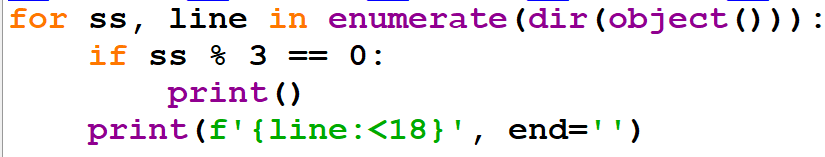 for ss, line in enumerate(dir(object())):
    if ss % 3 == 0:
        print()
    print(f'{line:<18}', end='')